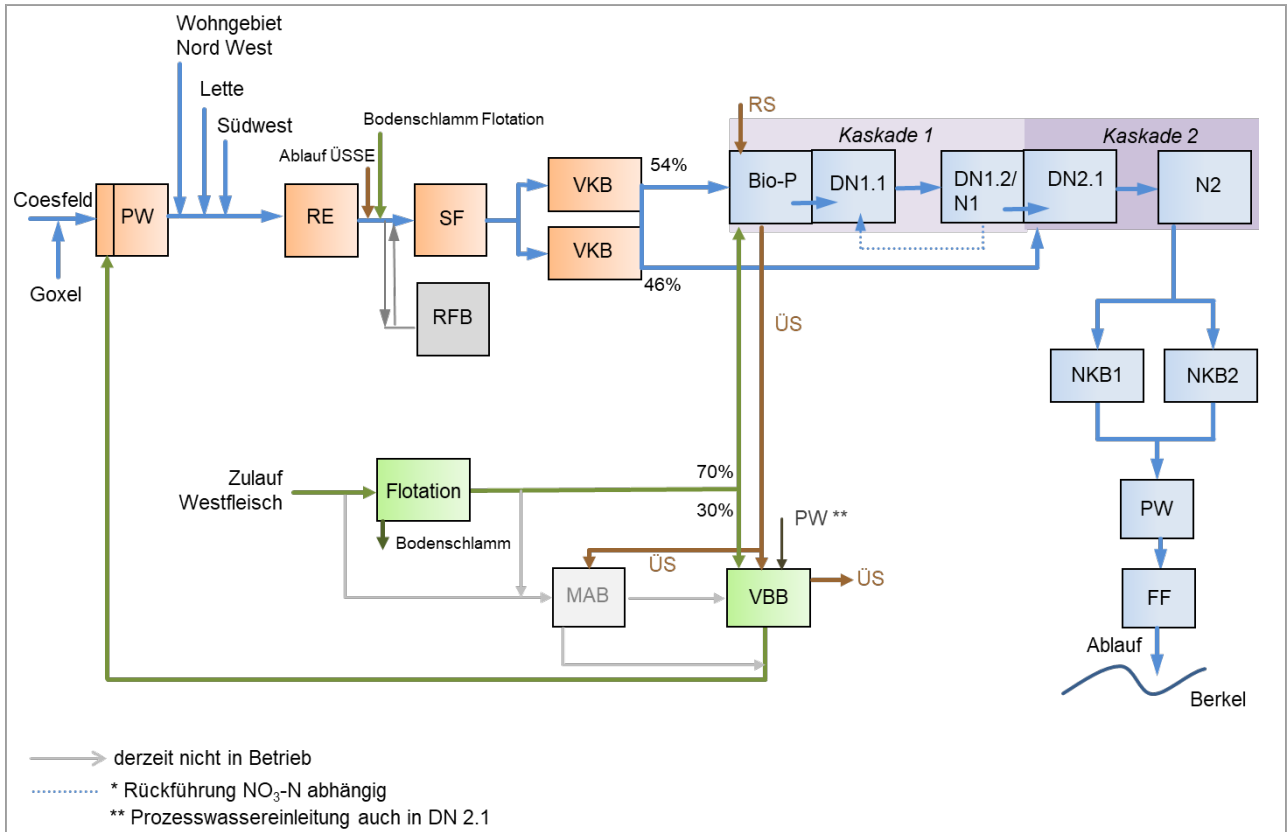 Wohngebiet
Nord West
Lette
Südwest
Bodenschlamm Flotation
Ablauf ÜSSE
RS
Kaskade 1
Kaskade 2
Coesfeld
PW
RE
SF
VKB
54%
Bio-P
DN1.1
DN1.2/
N1
DN2.1
N2
VKB
46%
Goxel
RFB
ÜS
NKB1
NKB2
Zulauf
Westfleisch
Flotation
70%
30%
PW **
PW
Bodenschlamm
ÜS
MAB
VBB
ÜS
FF
Ablauf
Berkel
derzeit nicht in Betrieb
* Rückführung NO₃-N abhängig
** Prozesswassereinleitung auch in DN 2.1